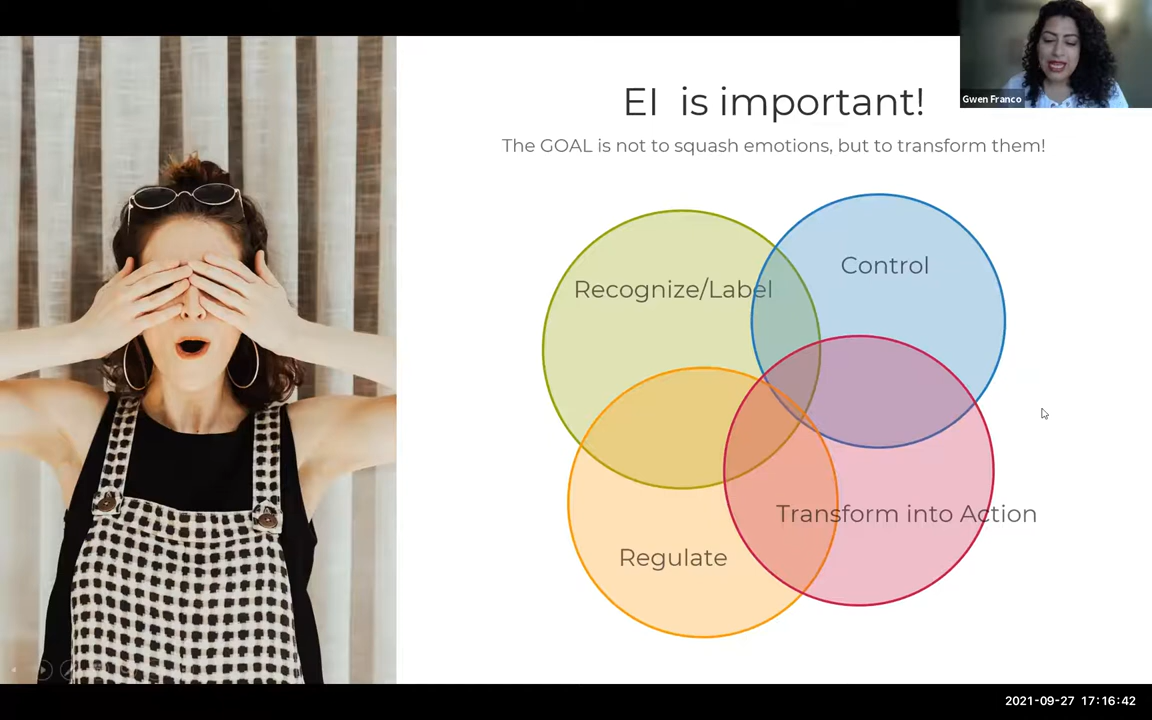 EI is important!
Gwen Franco
The GOAL is not to squash emotions, but to transform them!
Control
Recognize/Label
Transform into Action
Regulate
2021-09-27 17:16:42